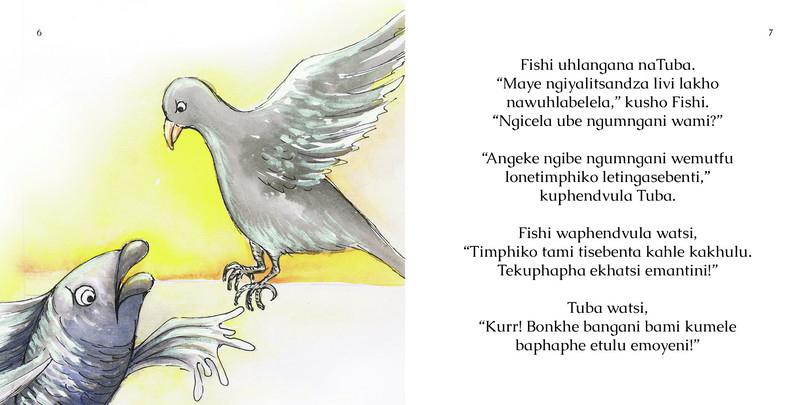 6
7
Fishi uhlangana naTuba.
“Maye ngiyalitsandza livi lakho
nawuhlabelela,” kusho Fishi.
“Ngicela ube ngumngani wami?”
“Angeke ngibe ngumngani wemutfu
lonetimphiko letingasebenti,”
kuphendvula Tuba.
Fishi waphendvula watsi,
“Timphiko tami tisebenta kahle kakhulu.
Tekuphapha ekhatsi emantini!”
Tuba watsi,
“Kurr! Bonkhe bangani bami kumele
baphaphe etulu emoyeni!”